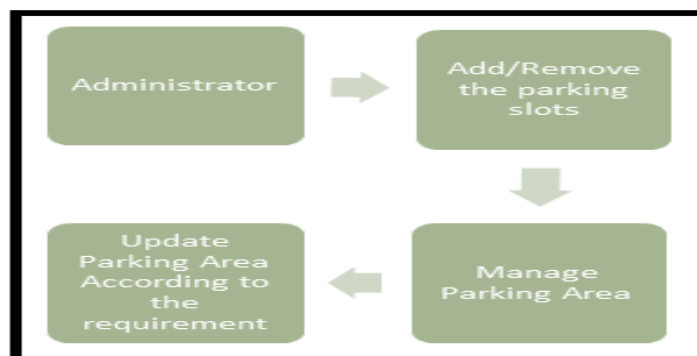 Administrator
Add/Remove
the parking
slots
Manage
Parking Area
Update
Parking Area
According to
the
requirement